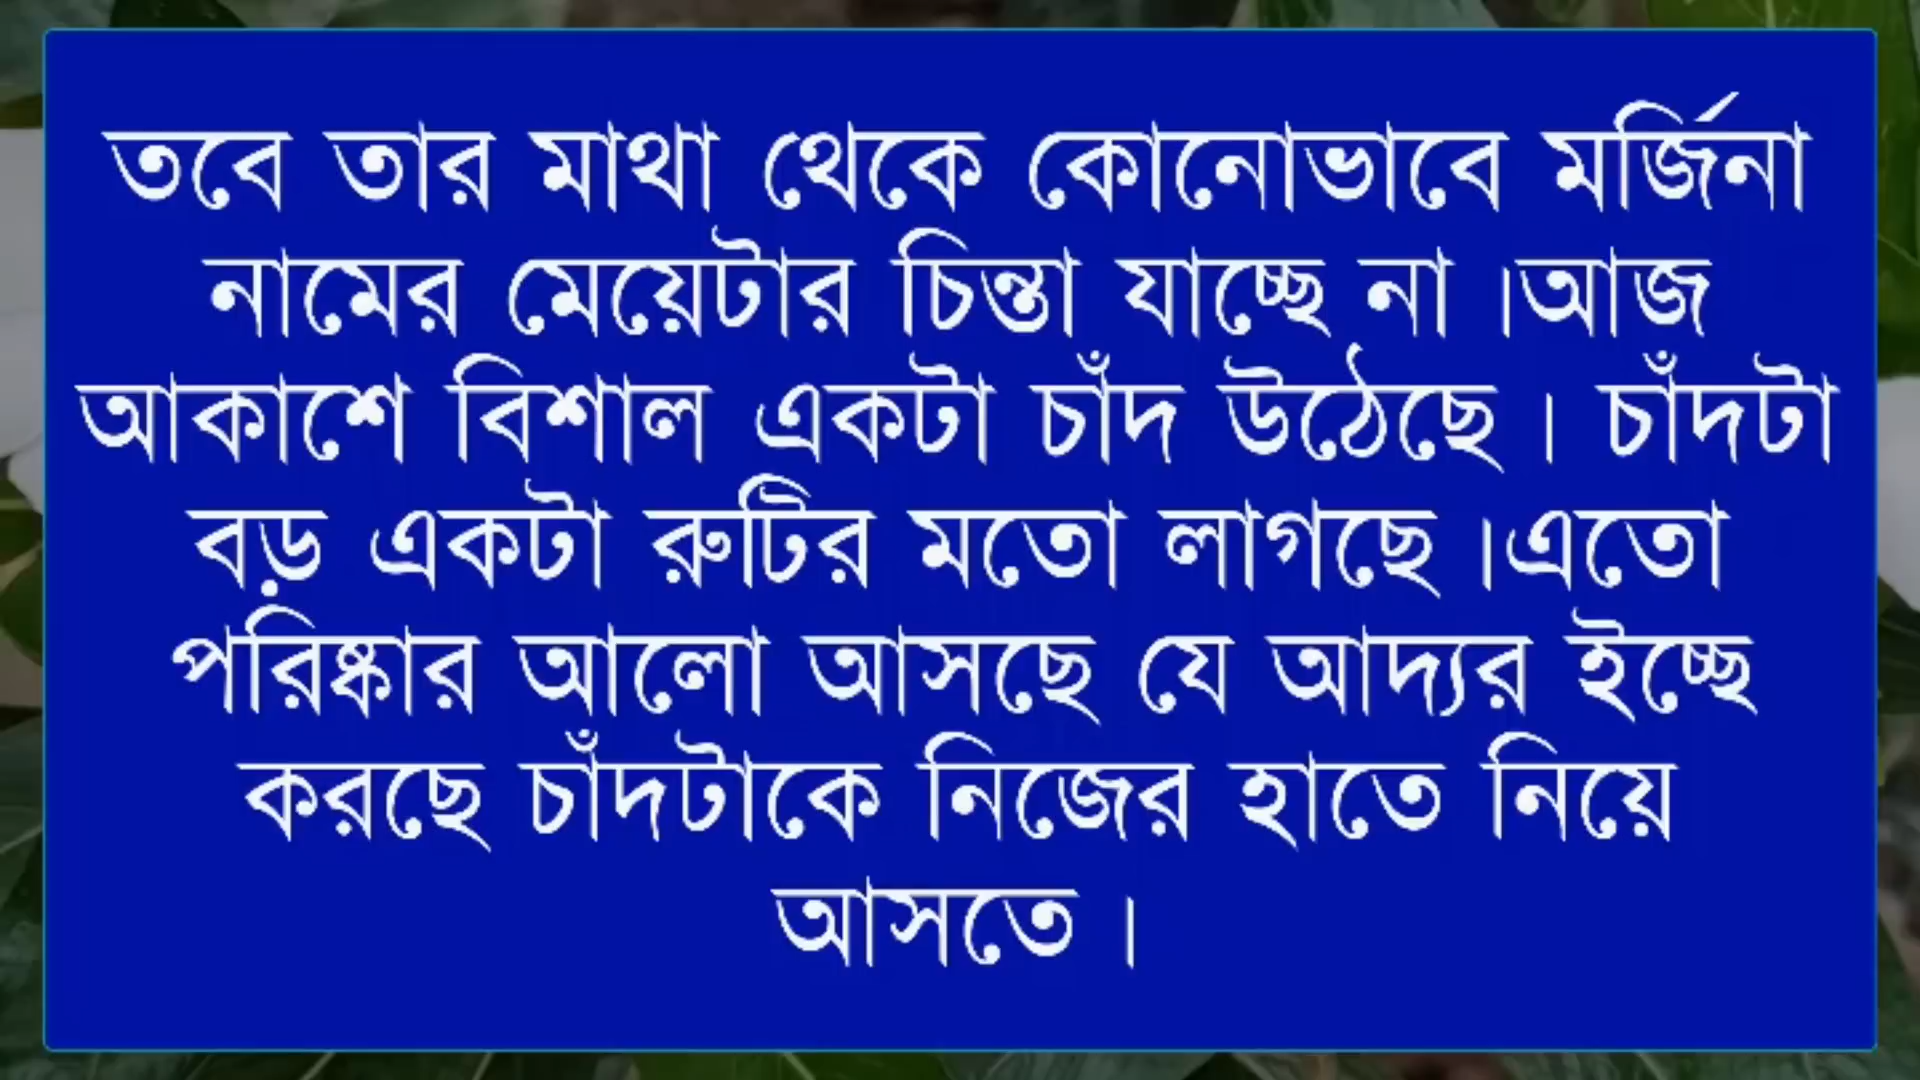 তবে তার মাথা থেকে কোনোভাবে মর্জিনা
নামের মেয়েটার চিন্তা যাচ্ছে না ।আজ
আকাশে বিশাল একটা চাঁদ উঠেছে । চাঁদটা
বড় একটা রুটির মতো লাগছে ।এতো
পরিষ্কার আলো আসছে যে আদ্যর ইচ্ছে
করছে চাঁদটাকে নিজের হাতে নিয়ে
আসতে ।